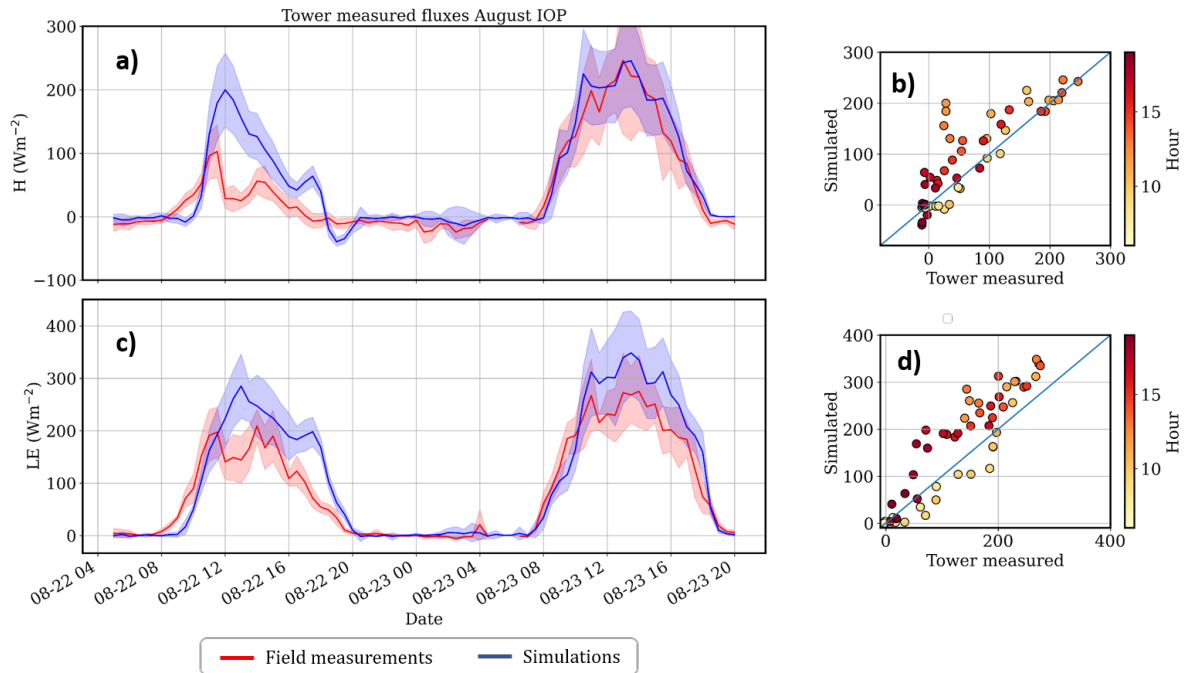 Tower measured fluxes August IOP
a)
300
200
100
0
−100
H (Wm⁻²)
b)
300
200
100
0
Simulated
0 100 200 300
Tower measured
15
10
Hour
c)
400
300
200
100
0
LE (Wm⁻²)
08-22 04
08-22 08
08-22 12
08-22 16
08-22 20
08-23 00
08-23 04
08-23 08
08-23 12
08-23 16
08-23 20
Date
d)
400
300
200
100
0
Simulated
0 200 400
Tower measured
15
10
Hour
Field measurements Simulations